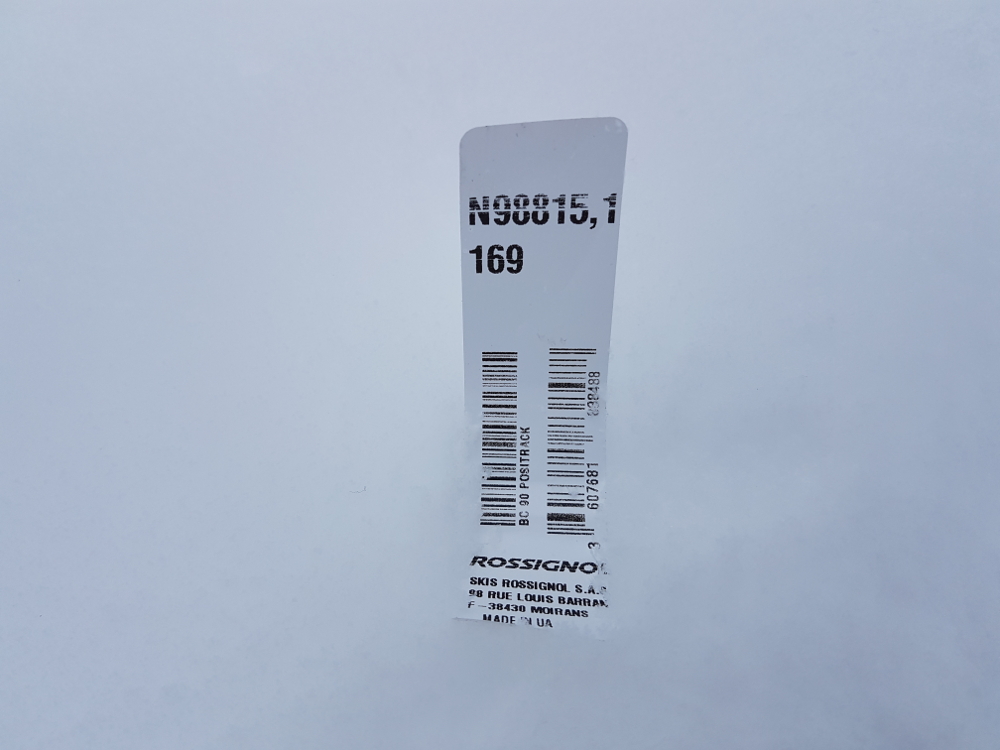 N98815,1
169
BC 90 POSITRACK
3 607681 898488
ROSSIGNOL
SKIS ROSSIGNOL S.A.S
98 RUE LOUIS BARRAN
F - 38430 MOIRANS
MADE IN UA